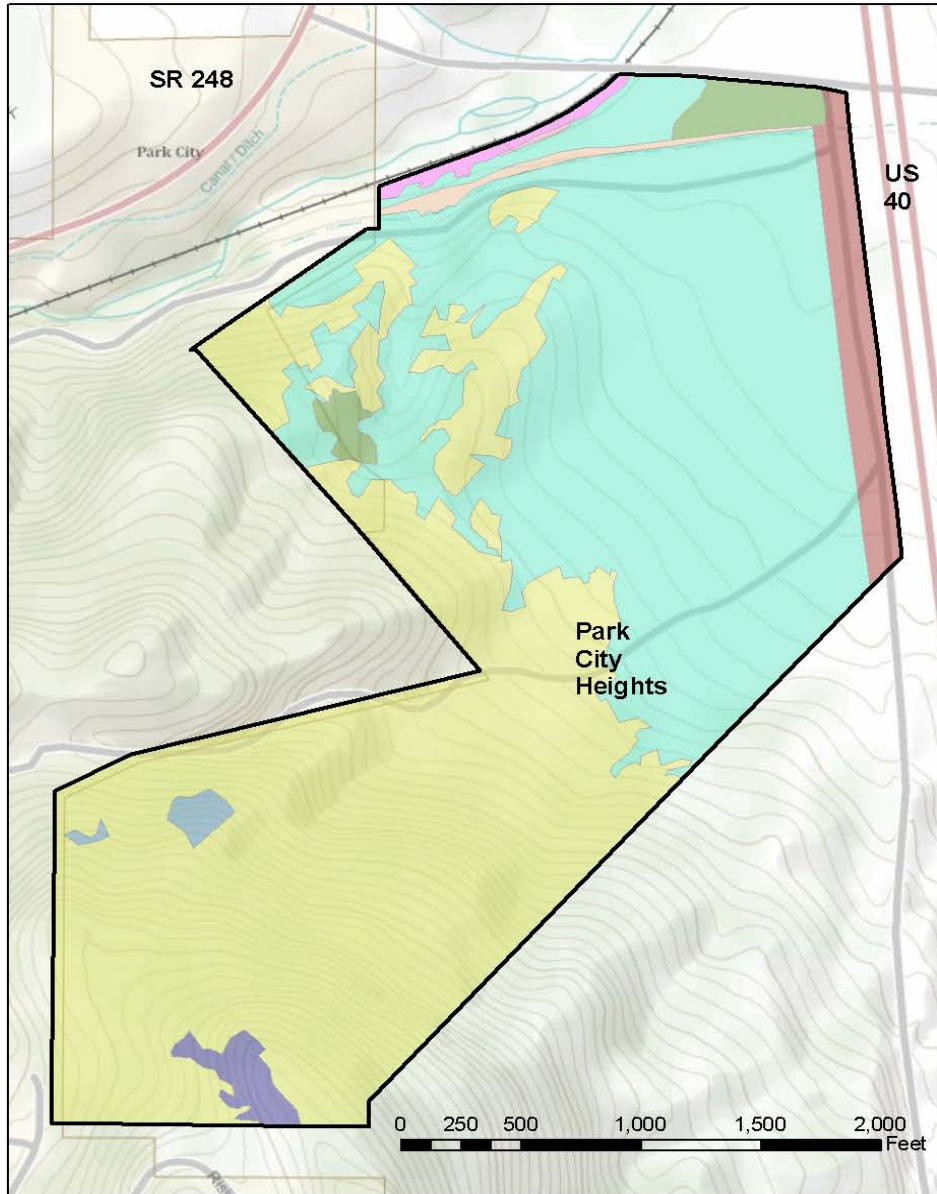 SR 248
Park City
Canal / Ditch
US
40
Park
City
Heights
0 250 500 1,000 1,500 2,000
Feet